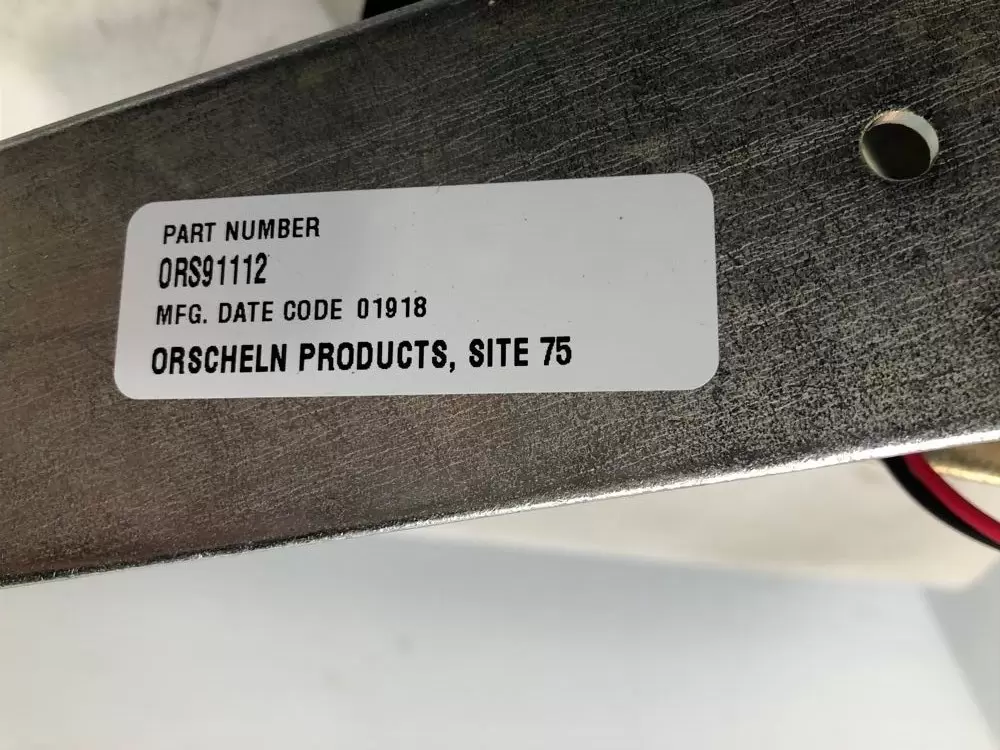 PART NUMBER
ORS91112
MFG. DATE CODE 01918
ORSCHELN PRODUCTS, SITE 75